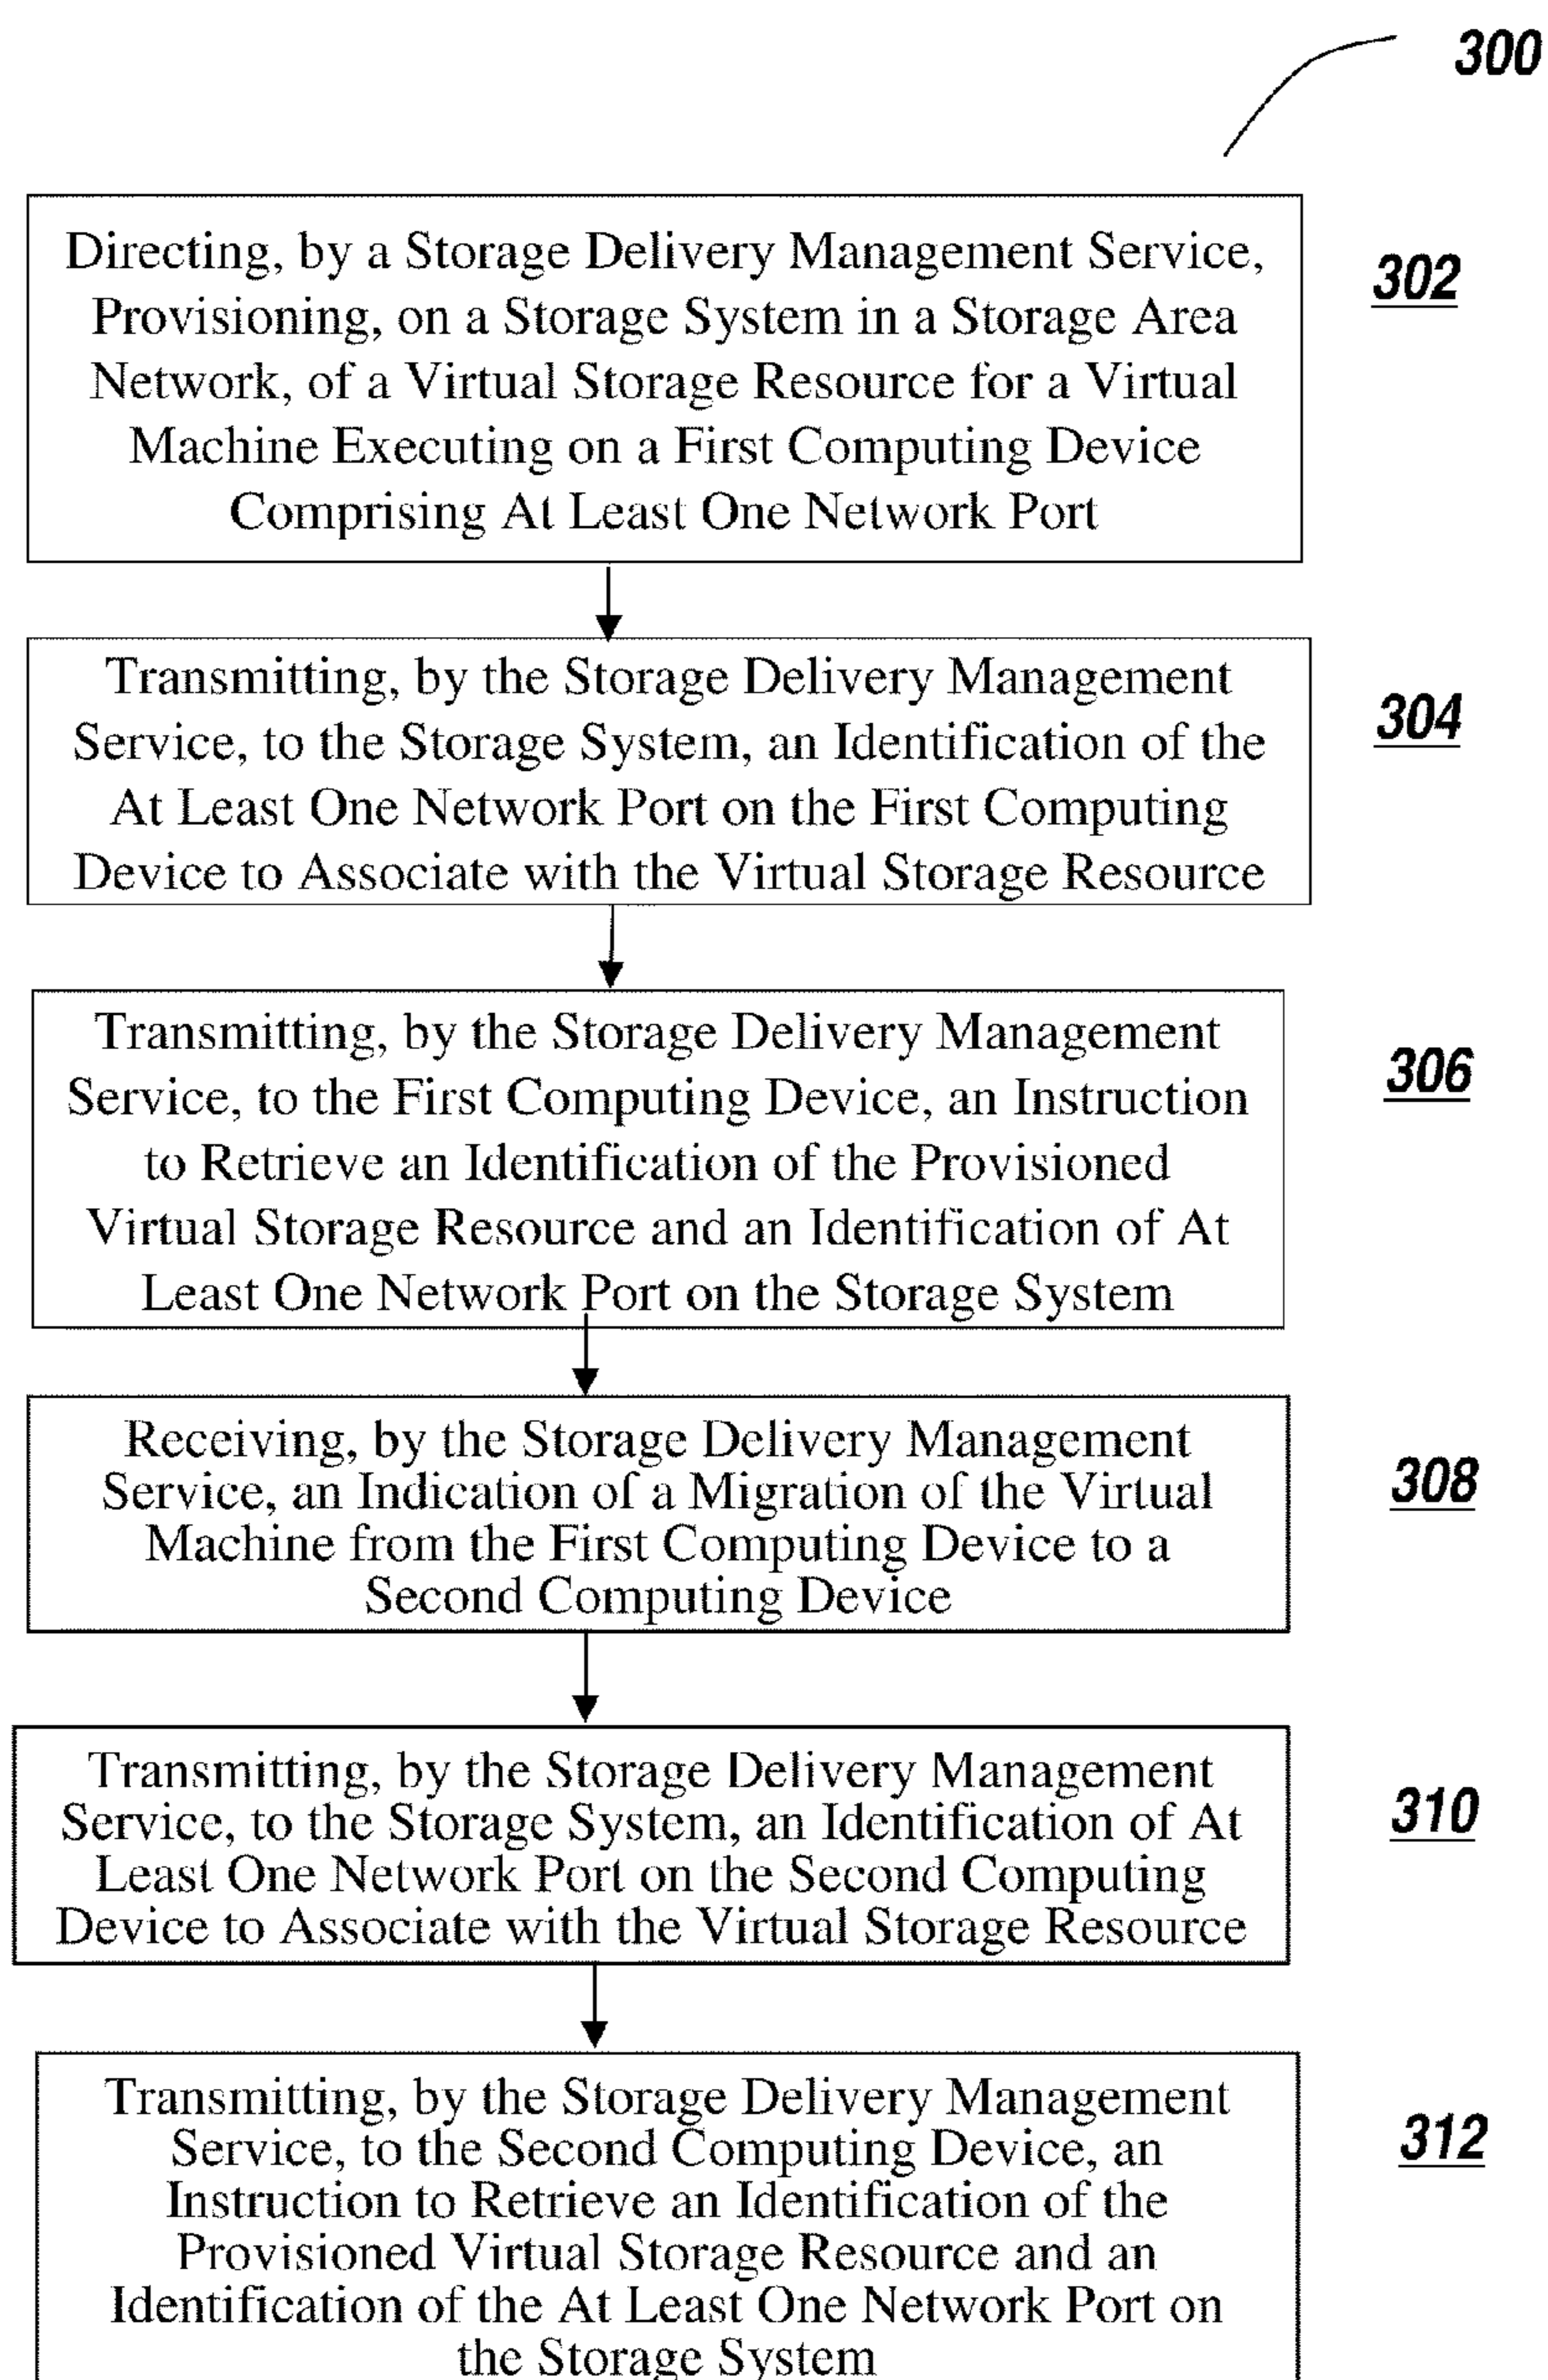 300
Directing, by a Storage Delivery Management Service,
Provisioning, on a Storage System in a Storage Area
Network, of a Virtual Storage Resource for a Virtual
Machine Executing on a First Computing Device
Comprising At Least One Network Port
302
Transmitting, by the Storage Delivery Management
Service, to the Storage System, an Identification of the
At Least One Network Port on the First Computing
Device to Associate with the Virtual Storage Resource
304
Transmitting, by the Storage Delivery Management
Service, to the First Computing Device, an Instruction
to Retrieve an Identification of the Provisioned
Virtual Storage Resource and an Identification of At
Least One Network Port on the Storage System
306
Receiving, by the Storage Delivery Management
Service, an Indication of a Migration of the Virtual
Machine from the First Computing Device to a
Second Computing Device
308
Transmitting, by the Storage Delivery Management
Service, to the Storage System, an Identification of At
Least One Network Port on the Second Computing
Device to Associate with the Virtual Storage Resource
310
Transmitting, by the Storage Delivery Management
Service, to the Second Computing Device, an
Instruction to Retrieve an Identification of the
Provisioned Virtual Storage Resource and an
Identification of the At Least One Network Port on
the Storage System
312